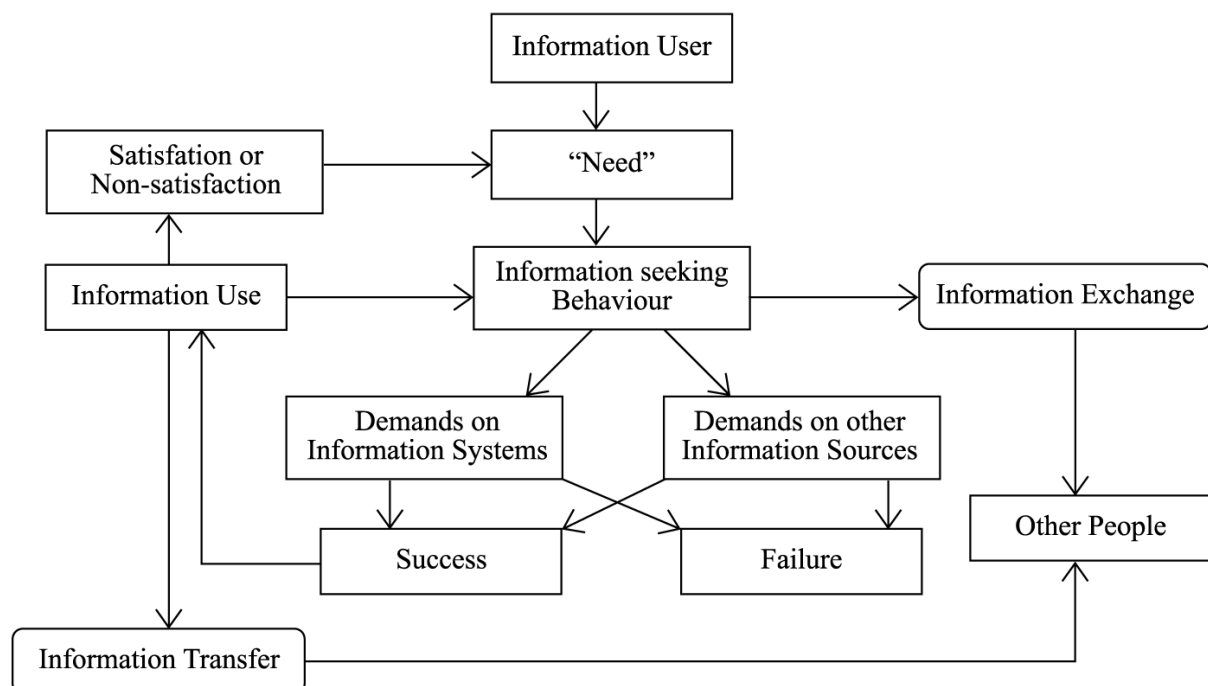 Information User
Satisfation or
Non-satisfaction
“Need”
Information Use
Information seeking
Behaviour
Information Exchange
Demands on
Information Systems
Demands on other
Information Sources
Success
Failure
Other People
Information Transfer